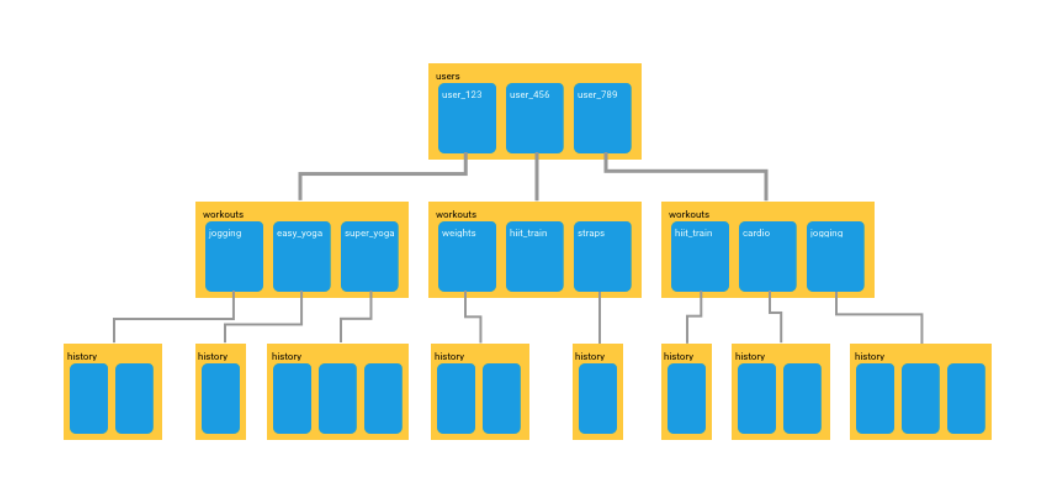 users
user_123
user_456
user_789
workouts
jogging
easy_yoga
super_yoga
workouts
weights
hiit_train
straps
workouts
hiit_train
cardio
jogging
history
history
history
history
history
history
history
history